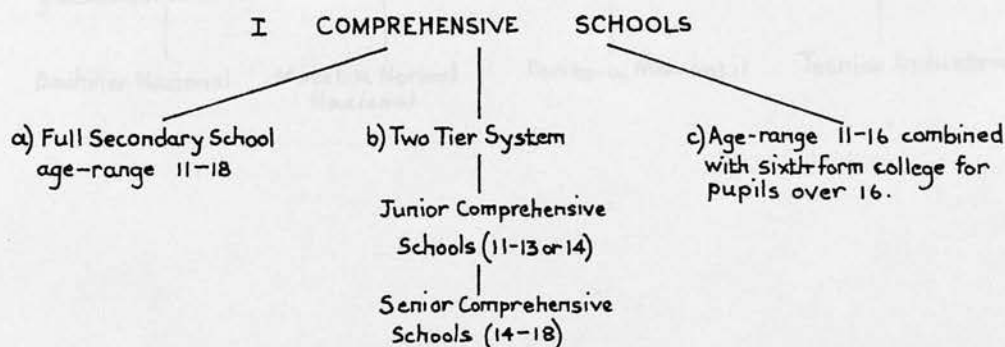 I COMPREHENSIVE SCHOOLS
a) Full Secondary School
age-range 11-18
b) Two Tier System
Junior Comprehensive
Schools (11-13 or 14)
Senior Comprehensive
Schools (14-18)
c) Age-range 11-16 combined
with sixth form college for
pupils over 16.